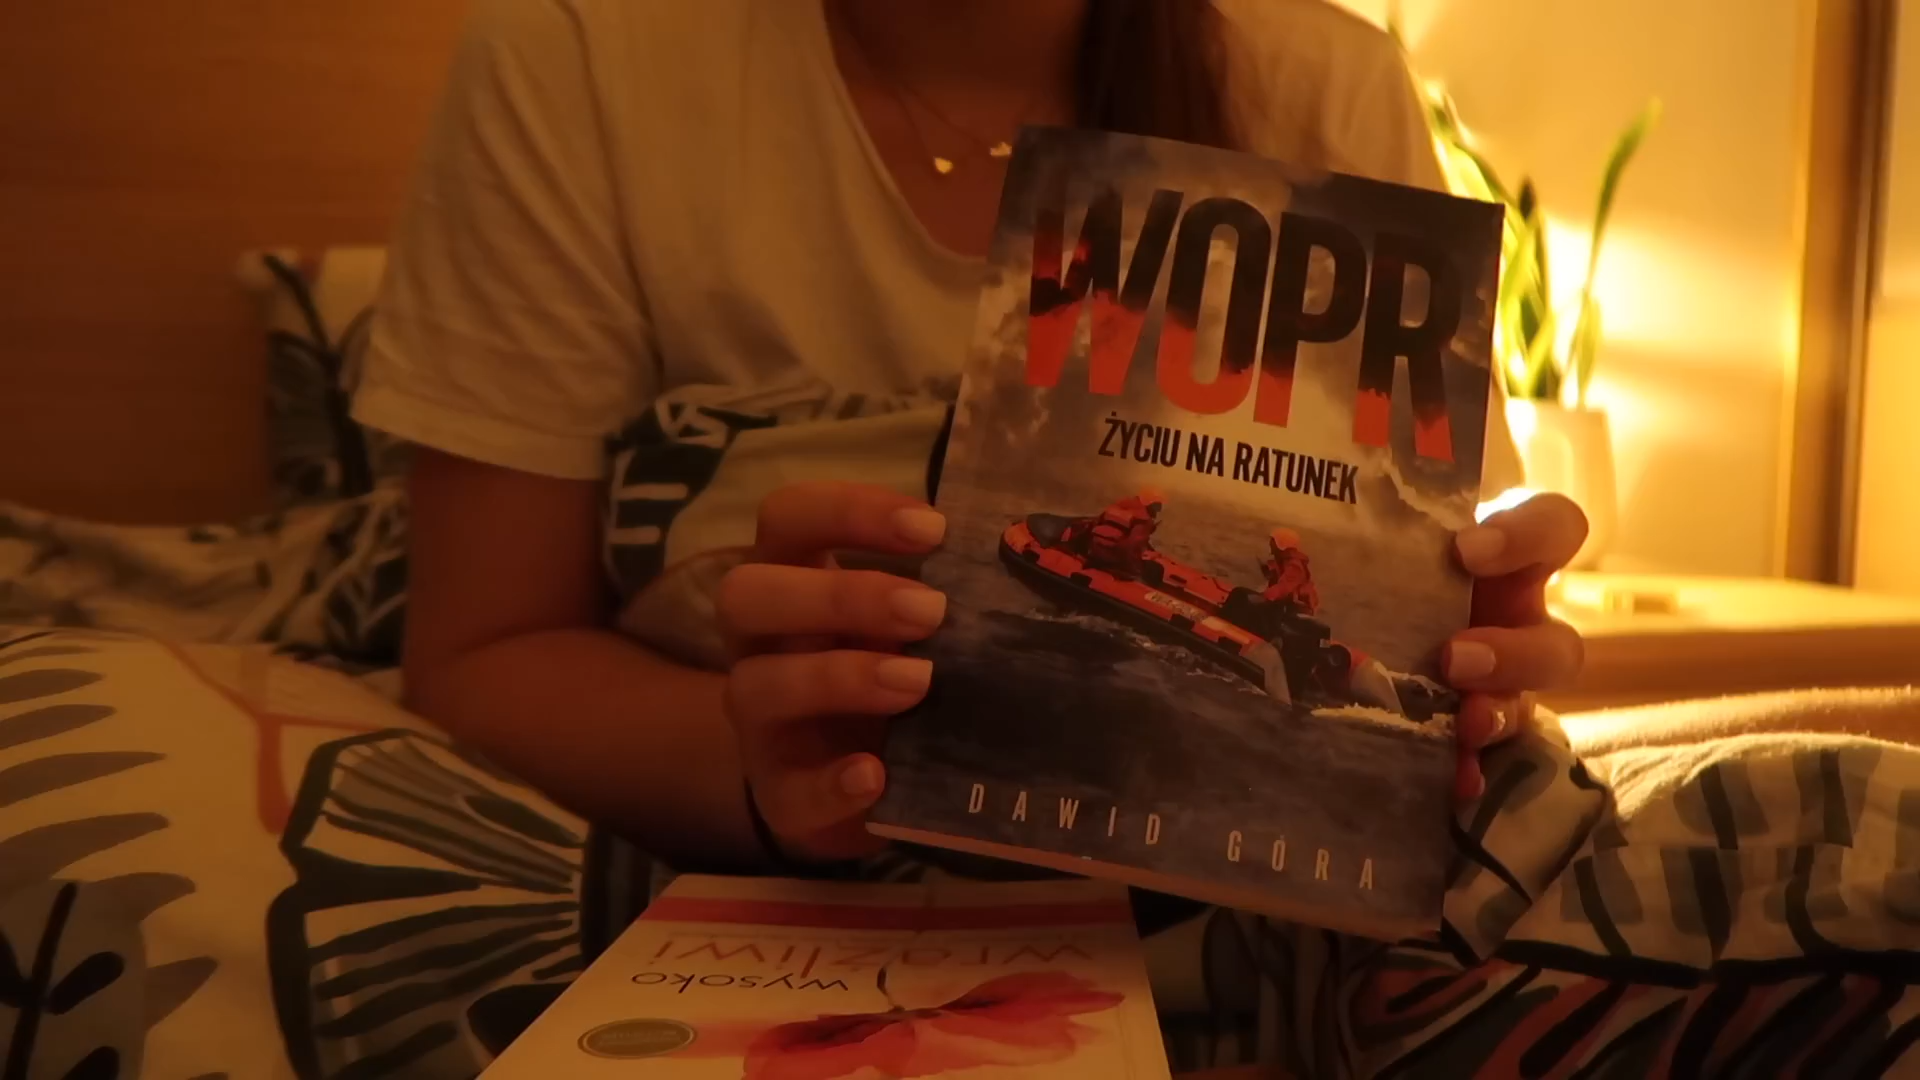 WOPR
ŻYCIU NA RATUNEK
DAWID GÓRA
wysoko
wrażliwi